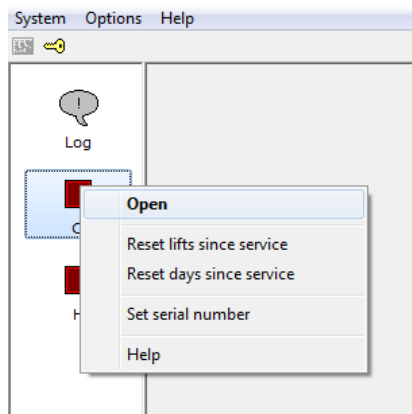 System Options Help
Log
Open
Reset lifts since service
Reset days since service
Set serial number
Help